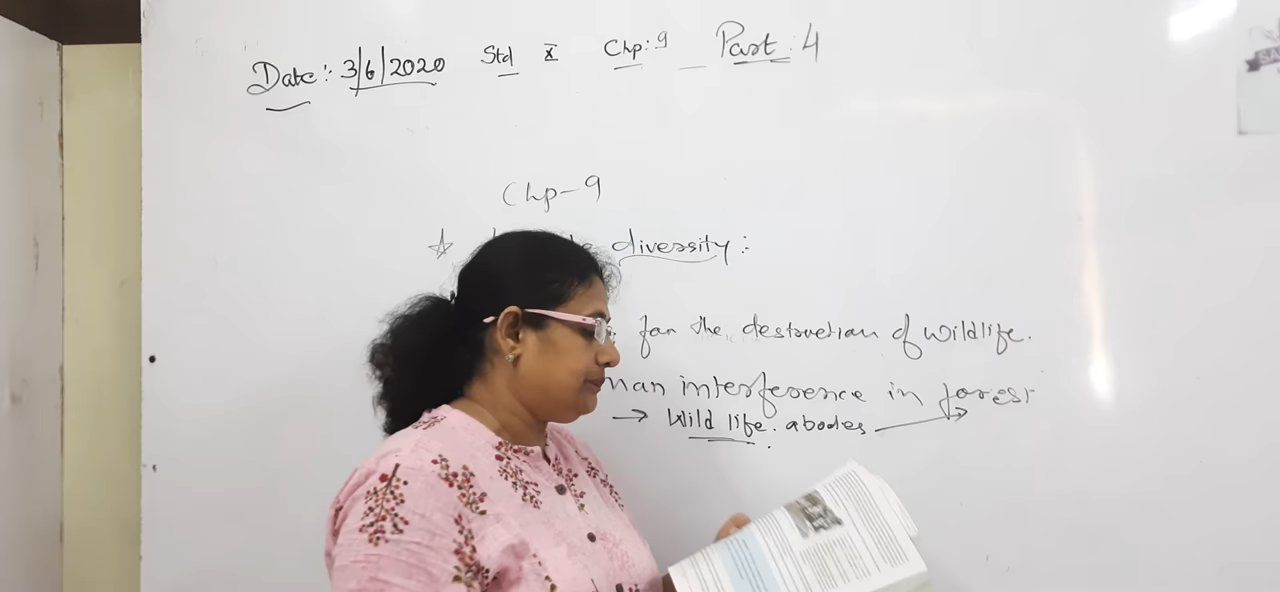 Date: 3/6/2020 Std X Chp: 9 Part: 4
Chp-9
diversity:
for the destruction of wildlife.
interference in forest
→ Wild life abodes →